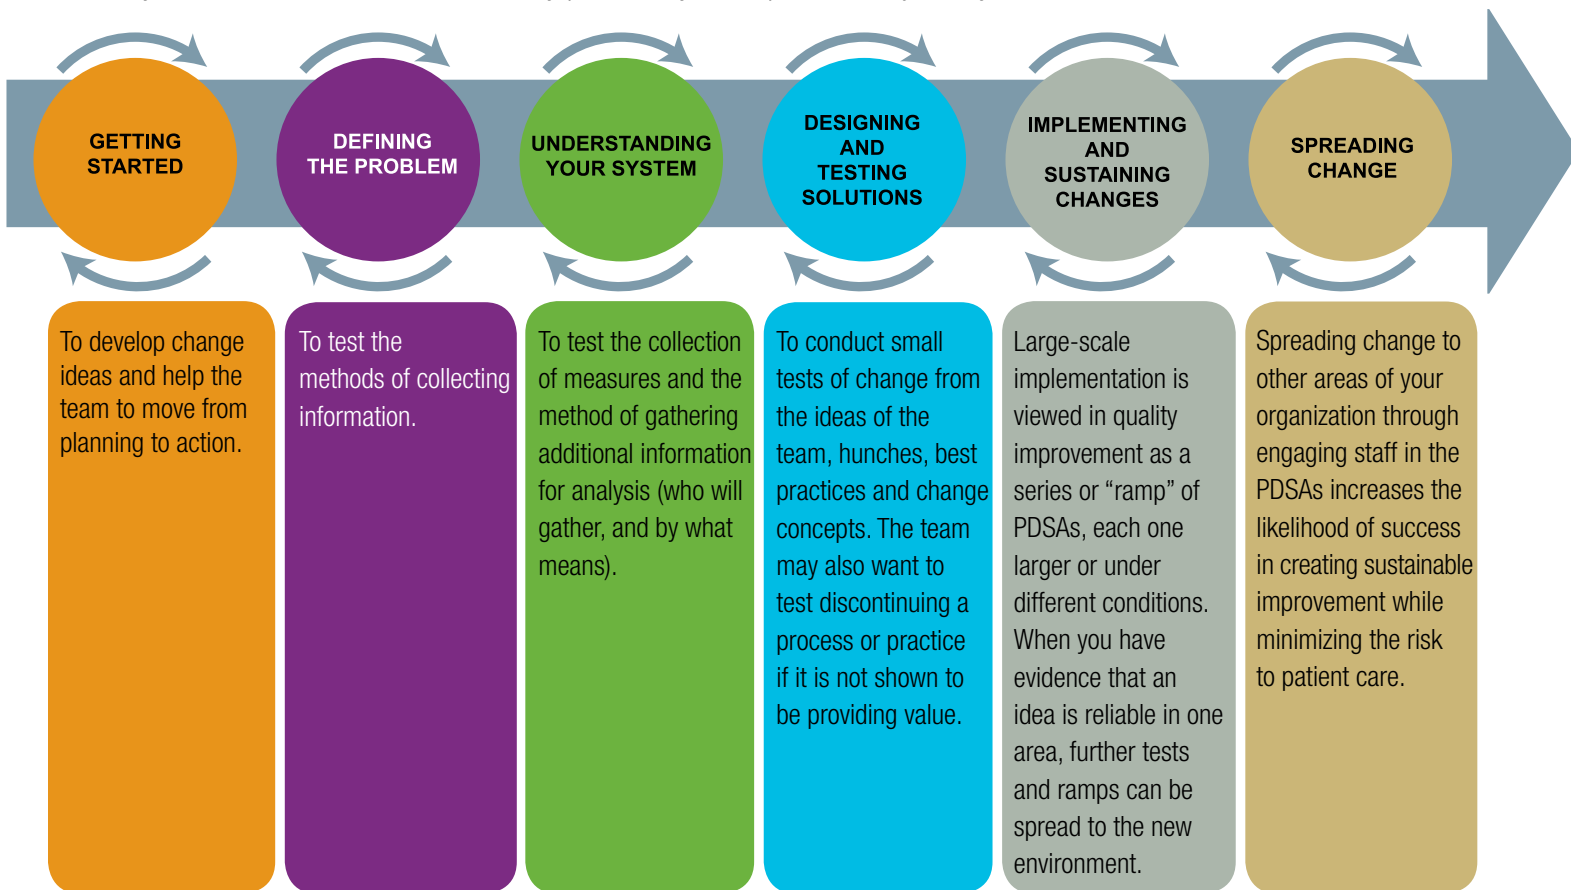 GETTING
STARTED
DEFINING
THE PROBLEM
UNDERSTANDING
YOUR SYSTEM
DESIGNING
AND
TESTING
SOLUTIONS
IMPLEMENTING
AND
SUSTAINING
CHANGES
SPREADING
CHANGE
To develop change
ideas and help the
team to move from
planning to action.
To test the
methods of collecting
information.
To test the collection
of measures and the
method of gathering
additional information
for analysis (who will
gather, and by what
means).
To conduct small
tests of change from
the ideas of the
team, hunches, best
practices and change
concepts. The team
may also want to
test discontinuing a
process or practice
if it is not shown to
be providing value.
Large-scale
implementation is
viewed in quality
improvement as a
series or “ramp” of
PDSAs, each one
larger or under
different conditions.
When you have
evidence that an
idea is reliable in one
area, further tests
and ramps can be
spread to the new
environment.
Spreading change to
other areas of your
organization through
engaging staff in the
PDSAs increases the
likelihood of success
in creating sustainable
improvement while
minimizing the risk
to patient care.